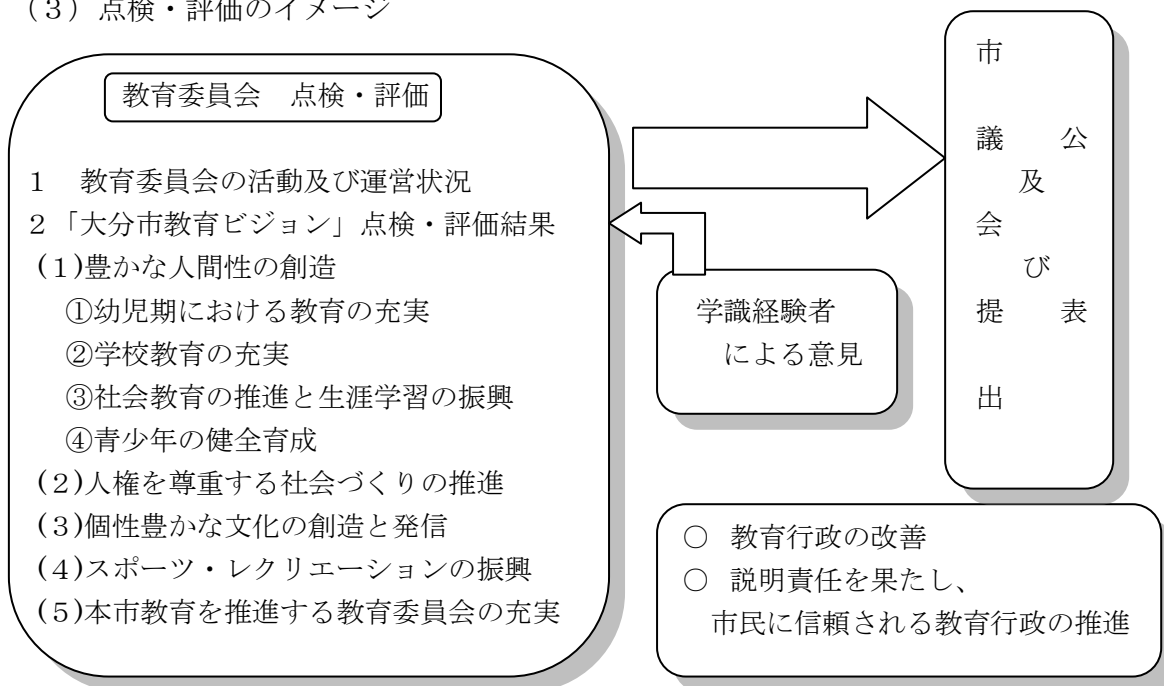 (3) 点検・評価のイメージ
教育委員会　点検・評価
1　教育委員会の活動及び運営状況
2「大分市教育ビジョン」点検・評価結果
(1)豊かな人間性の創造
①幼児期における教育の充実
②学校教育の充実
③社会教育の推進と生涯学習の振興
④青少年の健全育成
(2)人権を尊重する社会づくりの推進
(3)個性豊かな文化の創造と発信
(4)スポーツ・レクリエーションの振興
(5)本市教育を推進する教育委員会の充実
学識経験者
による意見
市議会提出
及び
公表
○ 教育行政の改善
○ 説明責任を果たし、
市民に信頼される教育行政の推進